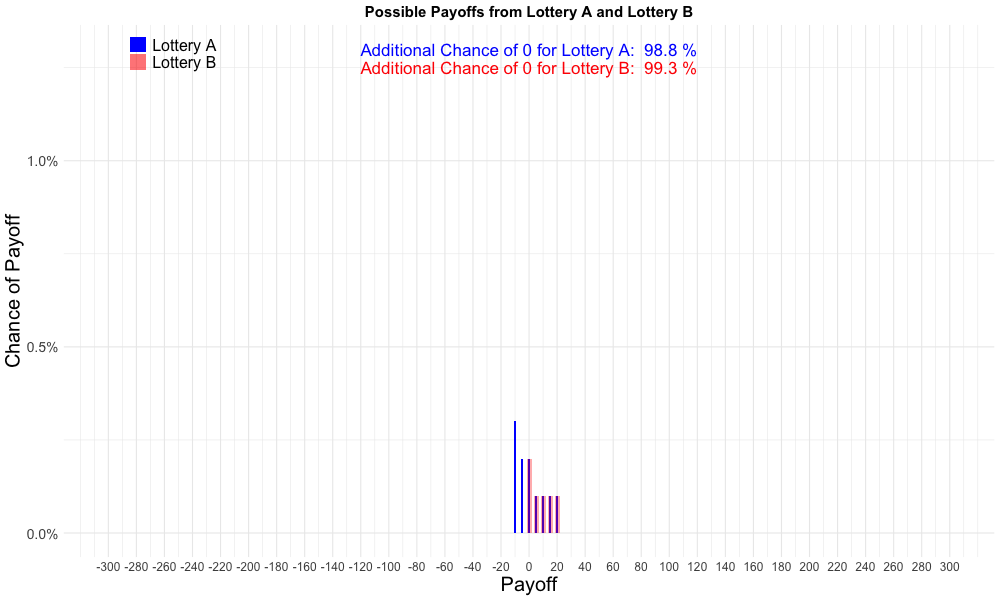 Possible Payoffs from Lottery A and Lottery B
Lottery A
Lottery B
Additional Chance of 0 for Lottery A: 98.8 %
Additional Chance of 0 for Lottery B: 99.3 %
Chance of Payoff
1.0%
0.5%
0.0%
-300 -280 -260 -240 -220 -200 -180 -160 -140 -120 -100 -80 -60 -40 -20 0 20 40 60 80 100 120 140 160 180 200 220 240 260 280 300
Payoff